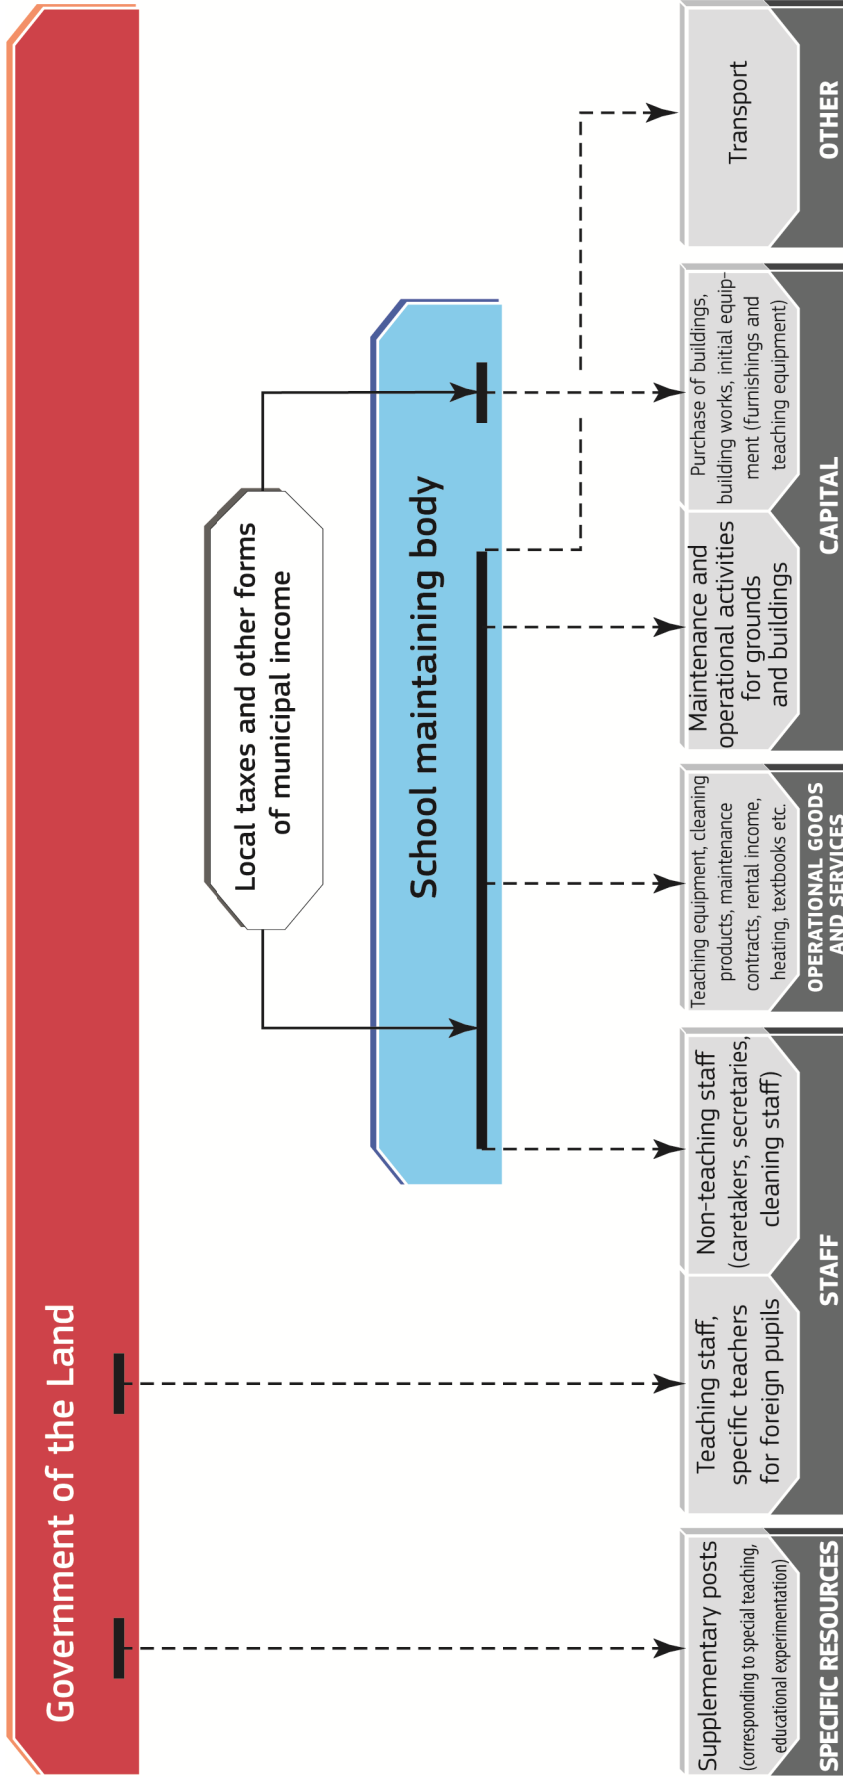 Government of the Land
Local taxes and other forms
of municipal income
School maintaining body
Supplementary posts
(corresponding to special teaching,
educational experimentation)
SPECIFIC RESOURCES
Teaching staff,
specific teachers
for foreign pupils
Non-teaching staff
(caretakers, secretaries,
cleaning staff)
STAFF
Teaching equipment, cleaning
products, maintenance
contracts, rental income,
heating, textbooks etc.
OPERATIONAL GOODS
AND SERVICES
Maintenance and
operational activities
for grounds
and buildings
Purchase of buildings,
building works, initial equip-
ment (furnishings and
teaching equipment)
CAPITAL
Transport
OTHER